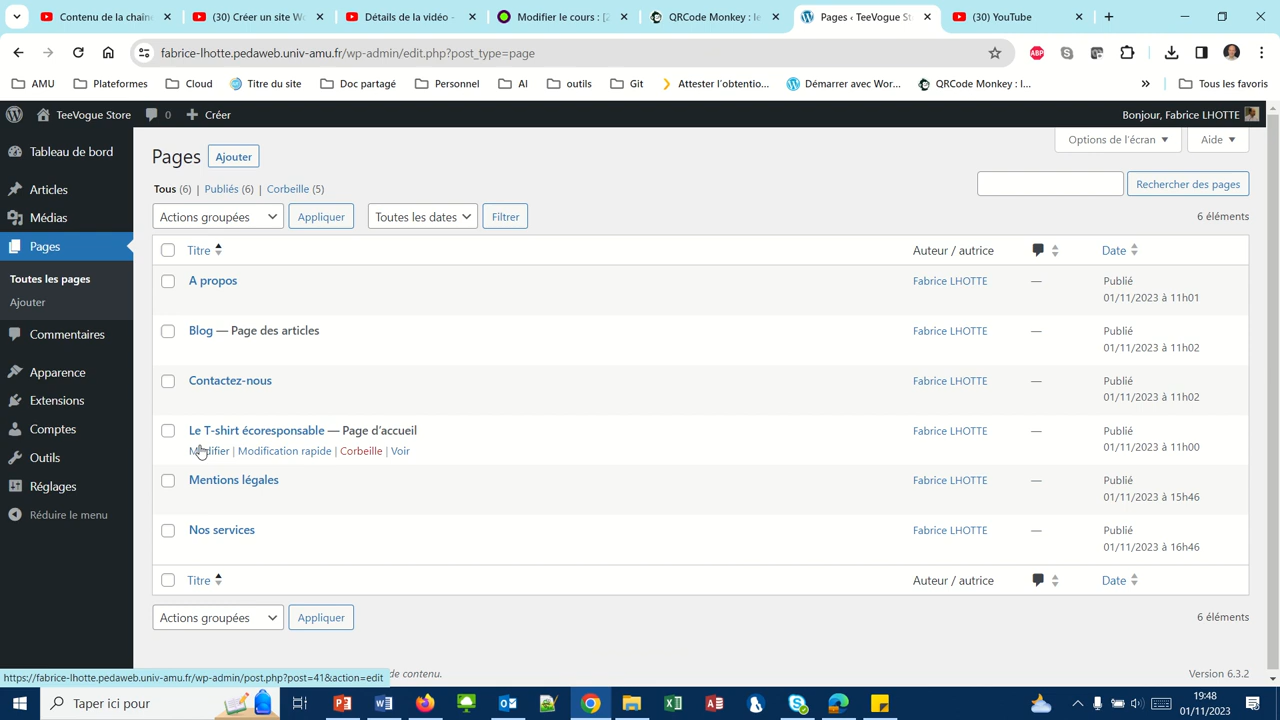 Contenu de la chaîn
(30) Créer un site We
Détails de la vidéo -
Modifier le cours : [2
QRCode Monkey : le
Pages ‹ TeeVogue St
(30) YouTube
fabrice-lhotte.pedaweb.univ-amu.fr/wp-admin/edit.php?post_type=page
AMU
Plateformes
Cloud
Titre du site
Doc partagé
Personnel
AI
outils
Git
Attester l'obtentio...
Démarrer avec Wor...
QRCode Monkey : l...
»
Tous les favoris
TeeVogue Store
0
Créer
Bonjour, Fabrice LHOTTE
Tableau de bord
Articles
Médias
Pages
Toutes les pages
Ajouter
Commentaires
Apparence
Extensions
Comptes
Outils
Réglages
Réduire le menu
Pages Ajouter
Options de l'écran
Aide
Tous (6) | Publiés (6) | Corbeille (5)
Rechercher des pages
Actions groupées
Appliquer
Toutes les dates
Filtrer
6 éléments
Titre
Auteur / autrice
Date
A propos
Fabrice LHOTTE
—
Publié
01/11/2023 à 11h01
Blog — Page des articles
Fabrice LHOTTE
—
Publié
01/11/2023 à 11h02
Contactez-nous
Fabrice LHOTTE
—
Publié
01/11/2023 à 11h02
Le T-shirt écoresponsable — Page d'accueil
Modifier | Modification rapide | Corbeille | Voir
Fabrice LHOTTE
—
Publié
01/11/2023 à 11h00
Mentions légales
Fabrice LHOTTE
—
Publié
01/11/2023 à 15h46
Nos services
Fabrice LHOTTE
—
Publié
01/11/2023 à 16h46
Titre
Auteur / autrice
Date
Actions groupées
Appliquer
6 éléments
https://fabrice-lhotte.pedaweb.univ-amu.fr/wp-admin/post.php?post=41&action=edit
de contenu.
Version 6.3.2
Taper ici pour
19:48
01/11/2023